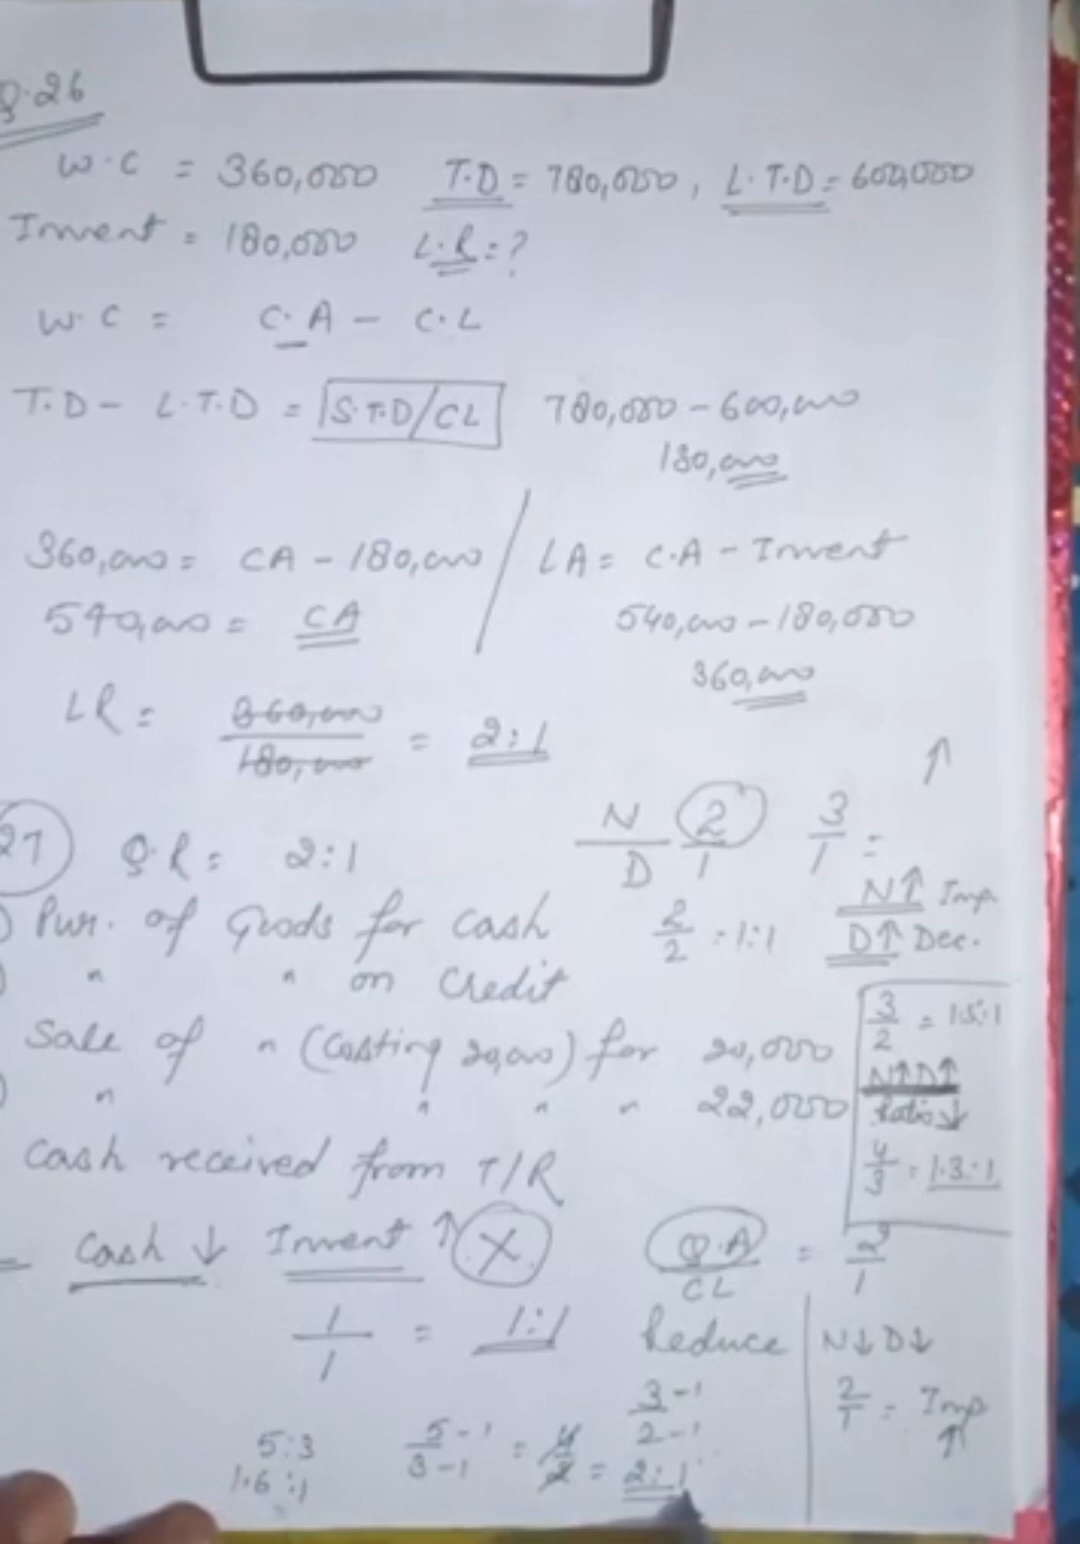 Q.26
W.C = 360,000 T.D = 780,000, L.T.D = 600,000
Invent = 180,000 L.R = ?
W.C = C.A - C.L
T.D - L.T.D = S.T.D/CL 780,000 - 600,000
180,000
360,000 = CA - 180,000 / LA = C.A - Invent
540,000 = CA 540,000 - 180,000
360,000
LR = 360,000/180,000 = 2:1
↑
27 Q.R = 2:1 N/D 2/1 3/1 =
N↑ Imp.
Pur. of Goods for cash 2/2 = 1:1 D↑ Dec.
" " on Credit
3/2 = 1.5:1
Sale of " (Costing 20,000) for 20,000
N↑D↑
" " " " 22,000
Ratio↓
Cash received from T/R
4/3 = 1.3:1
Cash ↓ Invent ↑ X Q.A/CL = 2/1
1/1 = 1:1 Reduce N↓ D↓
3-1/2-1 2/1 = Imp ↑
5:3 5-1/3-1 = 4/2 = 2:1
1.6:1